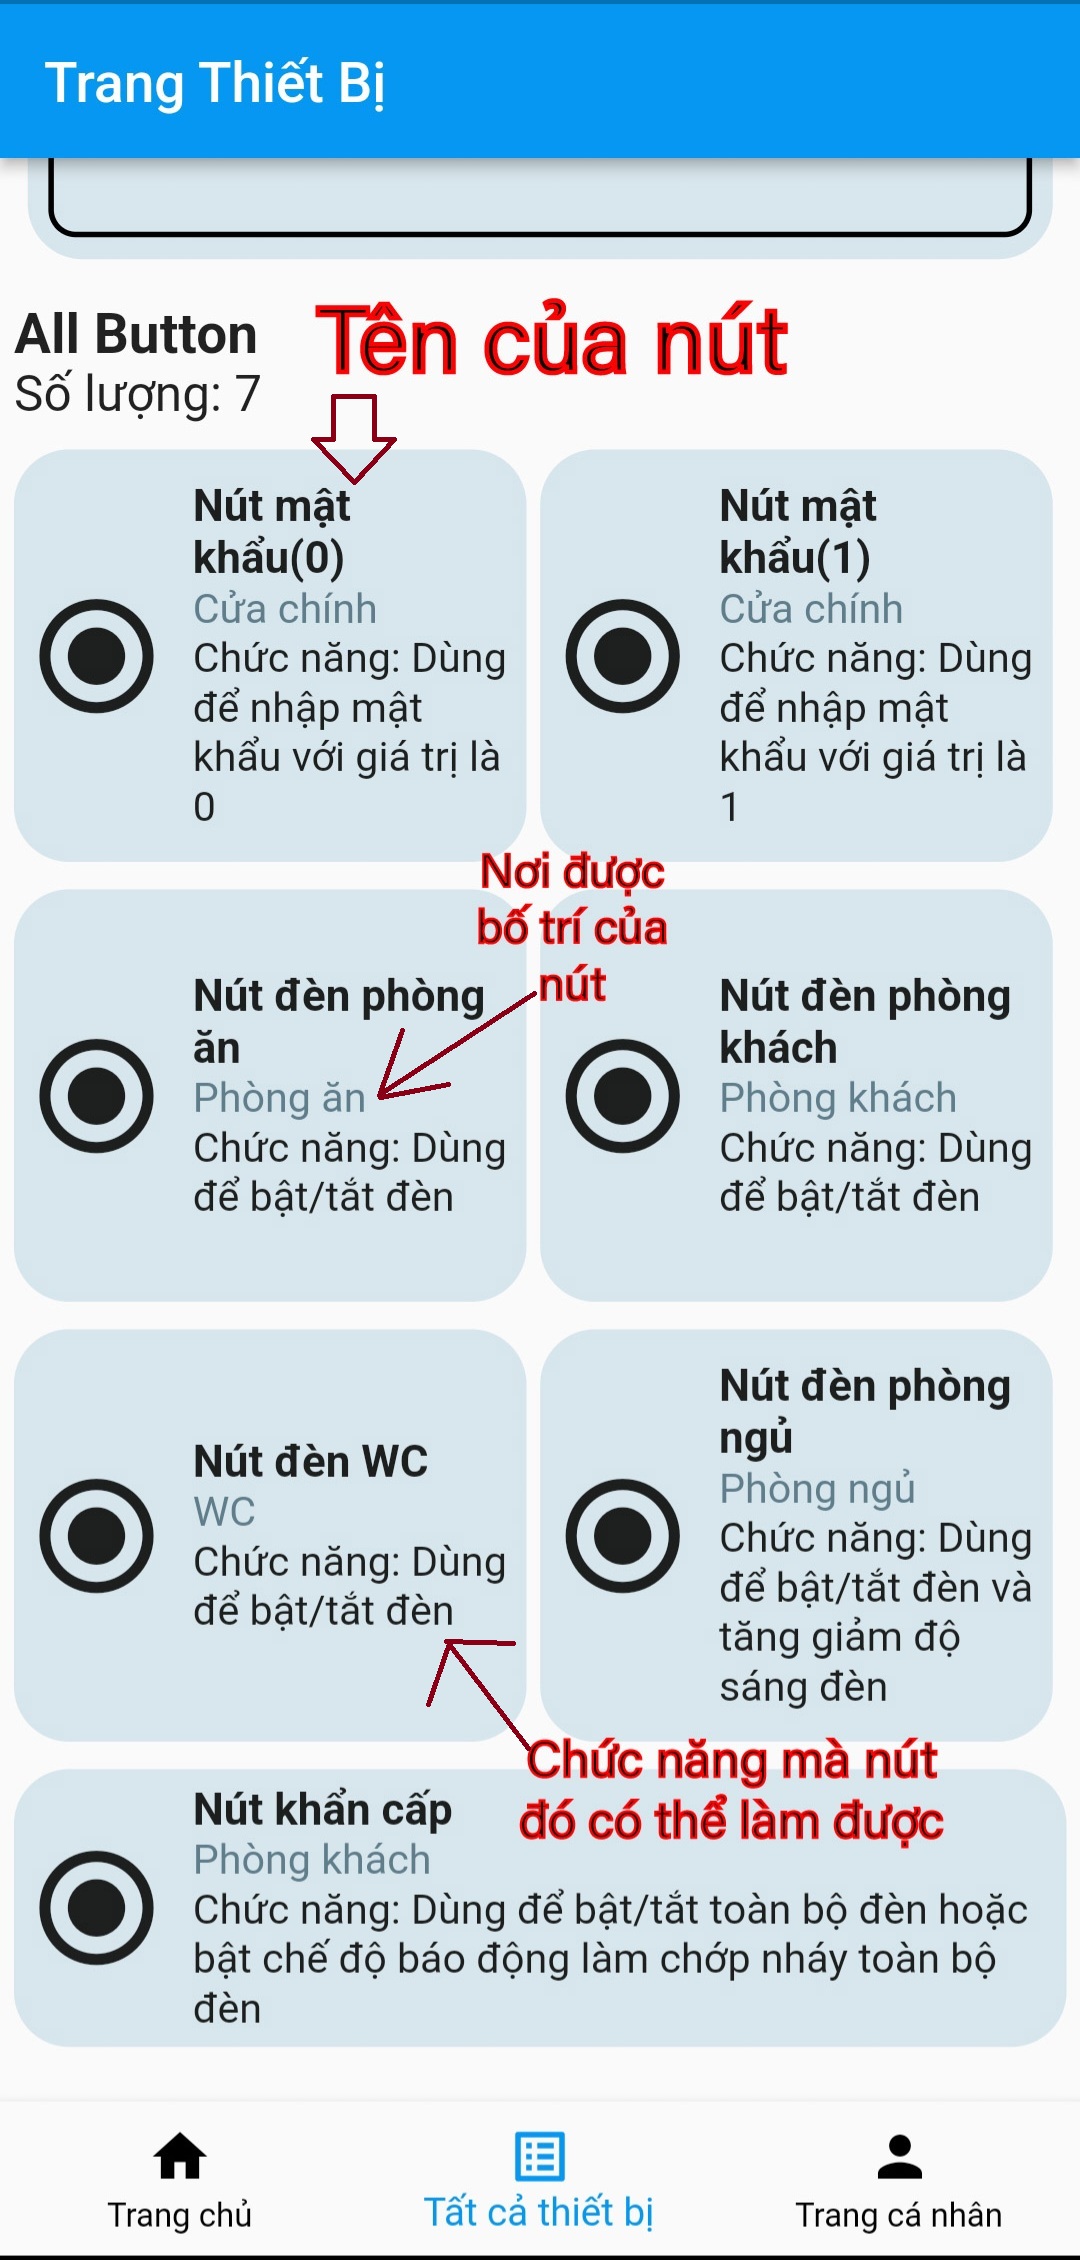 Trang Thiết Bị
All Button
Số lượng: 7
Tên của nút
Nút mật
khẩu(0)
Cửa chính
Chức năng: Dùng
để nhập mật
khẩu với giá trị là
0
Nút mật
khẩu(1)
Cửa chính
Chức năng: Dùng
để nhập mật
khẩu với giá trị là
1
Nơi được
bố trí của
nút
Nút đèn phòng
ăn
Phòng ăn
Chức năng: Dùng
để bật/tắt đèn
Nút đèn phòng
khách
Phòng khách
Chức năng: Dùng
để bật/tắt đèn
Nút đèn WC
WC
Chức năng: Dùng
để bật/tắt đèn
Nút đèn phòng
ngủ
Phòng ngủ
Chức năng: Dùng
để bật/tắt đèn và
tăng giảm độ
sáng đèn
Chức năng mà nút
đó có thể làm được
Nút khẩn cấp
Phòng khách
Chức năng: Dùng để bật/tắt toàn bộ đèn hoặc
bật chế độ báo động làm chớp nháy toàn bộ
đèn
Trang chủ
Tất cả thiết bị
Trang cá nhân